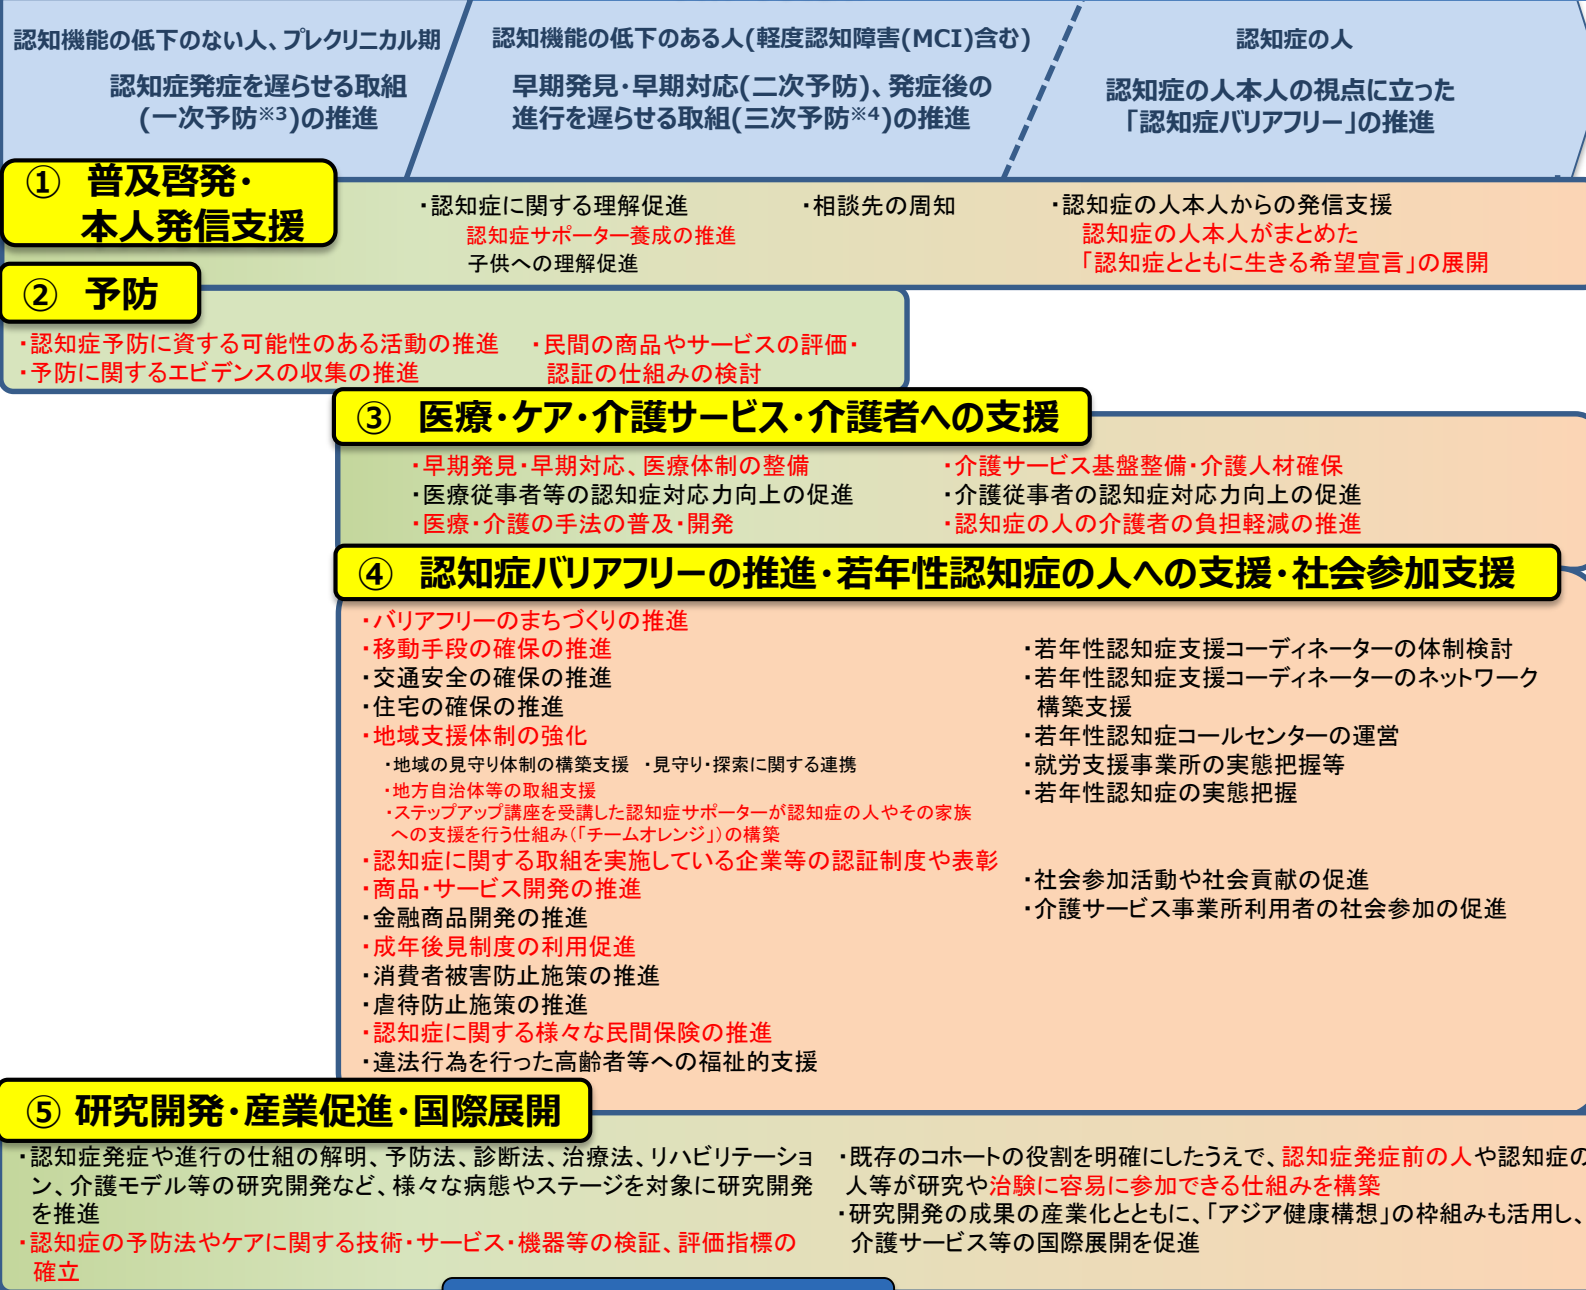 認知機能の低下のない人、プレクリニカル期
認知症発症を遅らせる取組
(一次予防※3)の推進
認知機能の低下のある人(軽度認知障害(MCI)含む)
早期発見・早期対応(二次予防)、発症後の
進行を遅らせる取組(三次予防※4)の推進
認知症の人
認知症の人本人の視点に立った
「認知症バリアフリー」の推進
① 普及啓発・
本人発信支援
・認知症に関する理解促進
認知症サポーター養成の推進
子供への理解促進
・相談先の周知
・認知症の人本人からの発信支援
認知症の人本人がまとめた
「認知症とともに生きる希望宣言」の展開
② 予防
・認知症予防に資する可能性のある活動の推進
・予防に関するエビデンスの収集の推進
・民間の商品やサービスの評価・
認証の仕組みの検討
③ 医療・ケア・介護サービス・介護者への支援
・早期発見・早期対応、医療体制の整備
・医療従事者等の認知症対応力向上の促進
・医療・介護の手法の普及・開発
・介護サービス基盤整備・介護人材確保
・介護従事者の認知症対応力向上の促進
・認知症の人の介護者の負担軽減の推進
④ 認知症バリアフリーの推進・若年性認知症の人への支援・社会参加支援
・バリアフリーのまちづくりの推進
・移動手段の確保の推進
・交通安全の確保の推進
・住宅の確保の推進
・地域支援体制の強化
・地域の見守り体制の構築支援 ・見守り・探索に関する連携
・地方自治体等の取組支援
・ステップアップ講座を受講した認知症サポーターが認知症の人やその家族
への支援を行う仕組み(「チームオレンジ」)の構築
・認知症に関する取組を実施している企業等の認証制度や表彰
・商品・サービス開発の推進
・金融商品開発の推進
・成年後見制度の利用促進
・消費者被害防止施策の推進
・虐待防止施策の推進
・認知症に関する様々な民間保険の推進
・違法行為を行った高齢者等への福祉的支援
・若年性認知症支援コーディネーターの体制検討
・若年性認知症支援コーディネーターのネットワーク
構築支援
・若年性認知症コールセンターの運営
・就労支援事業所の実態把握等
・若年性認知症の実態把握
・社会参加活動や社会貢献の促進
・介護サービス事業所利用者の社会参加の促進
⑤ 研究開発・産業促進・国際展開
・認知症発症や進行の仕組の解明、予防法、診断法、治療法、リハビリテーショ
ン、介護モデル等の研究開発など、様々な病態やステージを対象に研究開発
を推進
・認知症の予防法やケアに関する技術・サービス・機器等の検証、評価指標の
確立
・既存のコホートの役割を明確にしたうえで、認知症発症前の人や認知症の
人等が研究や治験に容易に参加できる仕組みを構築
・研究開発の成果の産業化とともに、「アジア健康構想」の枠組みも活用し、
介護サービス等の国際展開を促進